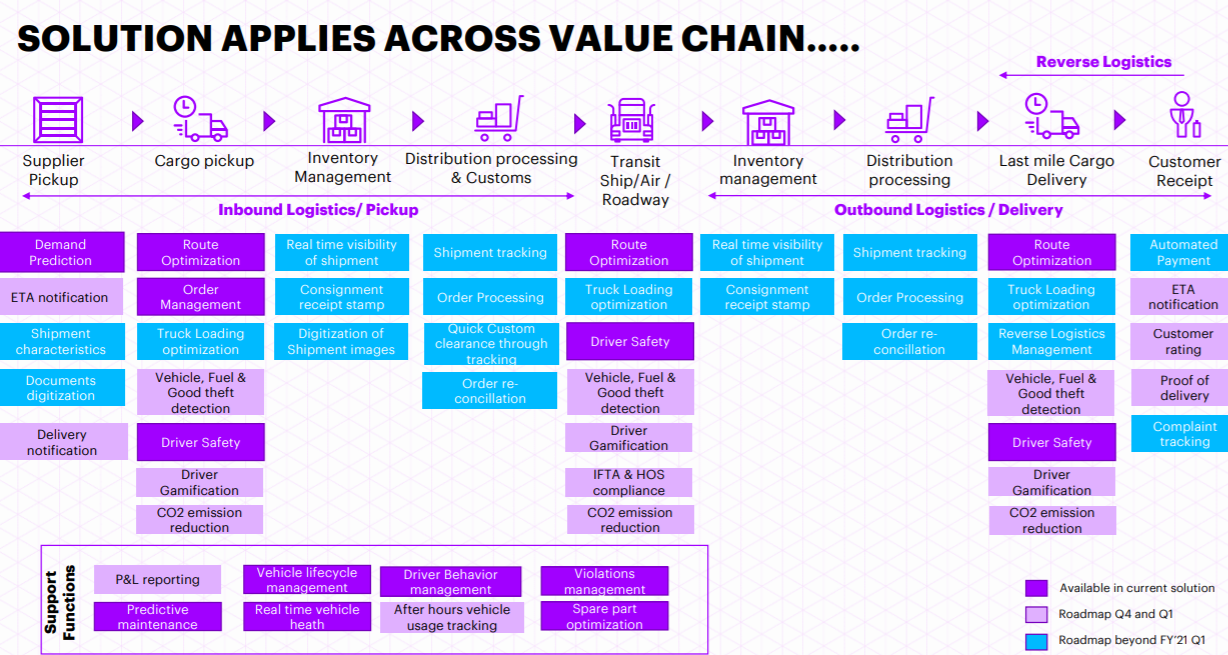 SOLUTION APPLIES ACROSS VALUE CHAIN.....
Reverse Logistics
Supplier
Pickup
Cargo pickup
Inventory
Management
Distribution processing
& Customs
Transit
Ship/Air /
Roadway
Inventory
management
Distribution
processing
Last mile Cargo
Delivery
Customer
Receipt
Inbound Logistics/ Pickup
Outbound Logistics / Delivery
Demand
Prediction
ETA notification
Shipment
characteristics
Documents
digitization
Delivery
notification
Route
Optimization
Order
Management
Truck Loading
optimization
Vehicle, Fuel &
Good theft
detection
Driver Safety
Driver
Gamification
CO2 emission
reduction
Real time visibility
of shipment
Consignment
receipt stamp
Digitization of
Shipment images
Shipment tracking
Order Processing
Quick Custom
clearance through
tracking
Order re-
conciliation
Route
Optimization
Truck Loading
optimization
Driver Safety
Vehicle, Fuel &
Good theft
detection
Driver
Gamification
IFTA & HOS
compliance
CO2 emission
reduction
Real time visibility
of shipment
Consignment
receipt stamp
Shipment tracking
Order Processing
Order re-
conciliation
Route
Optimization
Truck Loading
optimization
Reverse Logistics
Management
Vehicle, Fuel &
Good theft
detection
Driver Safety
Driver
Gamification
CO2 emission
reduction
Automated
Payment
ETA
notification
Customer
rating
Proof of
delivery
Complaint
tracking
Support
Functions
P&L reporting
Vehicle lifecycle
management
Driver Behavior
management
Violations
management
Predictive
maintenance
Real time vehicle
heath
After hours vehicle
usage tracking
Spare part
optimization
Available in current solution
Roadmap Q4 and Q1
Roadmap beyond FY'21 Q1